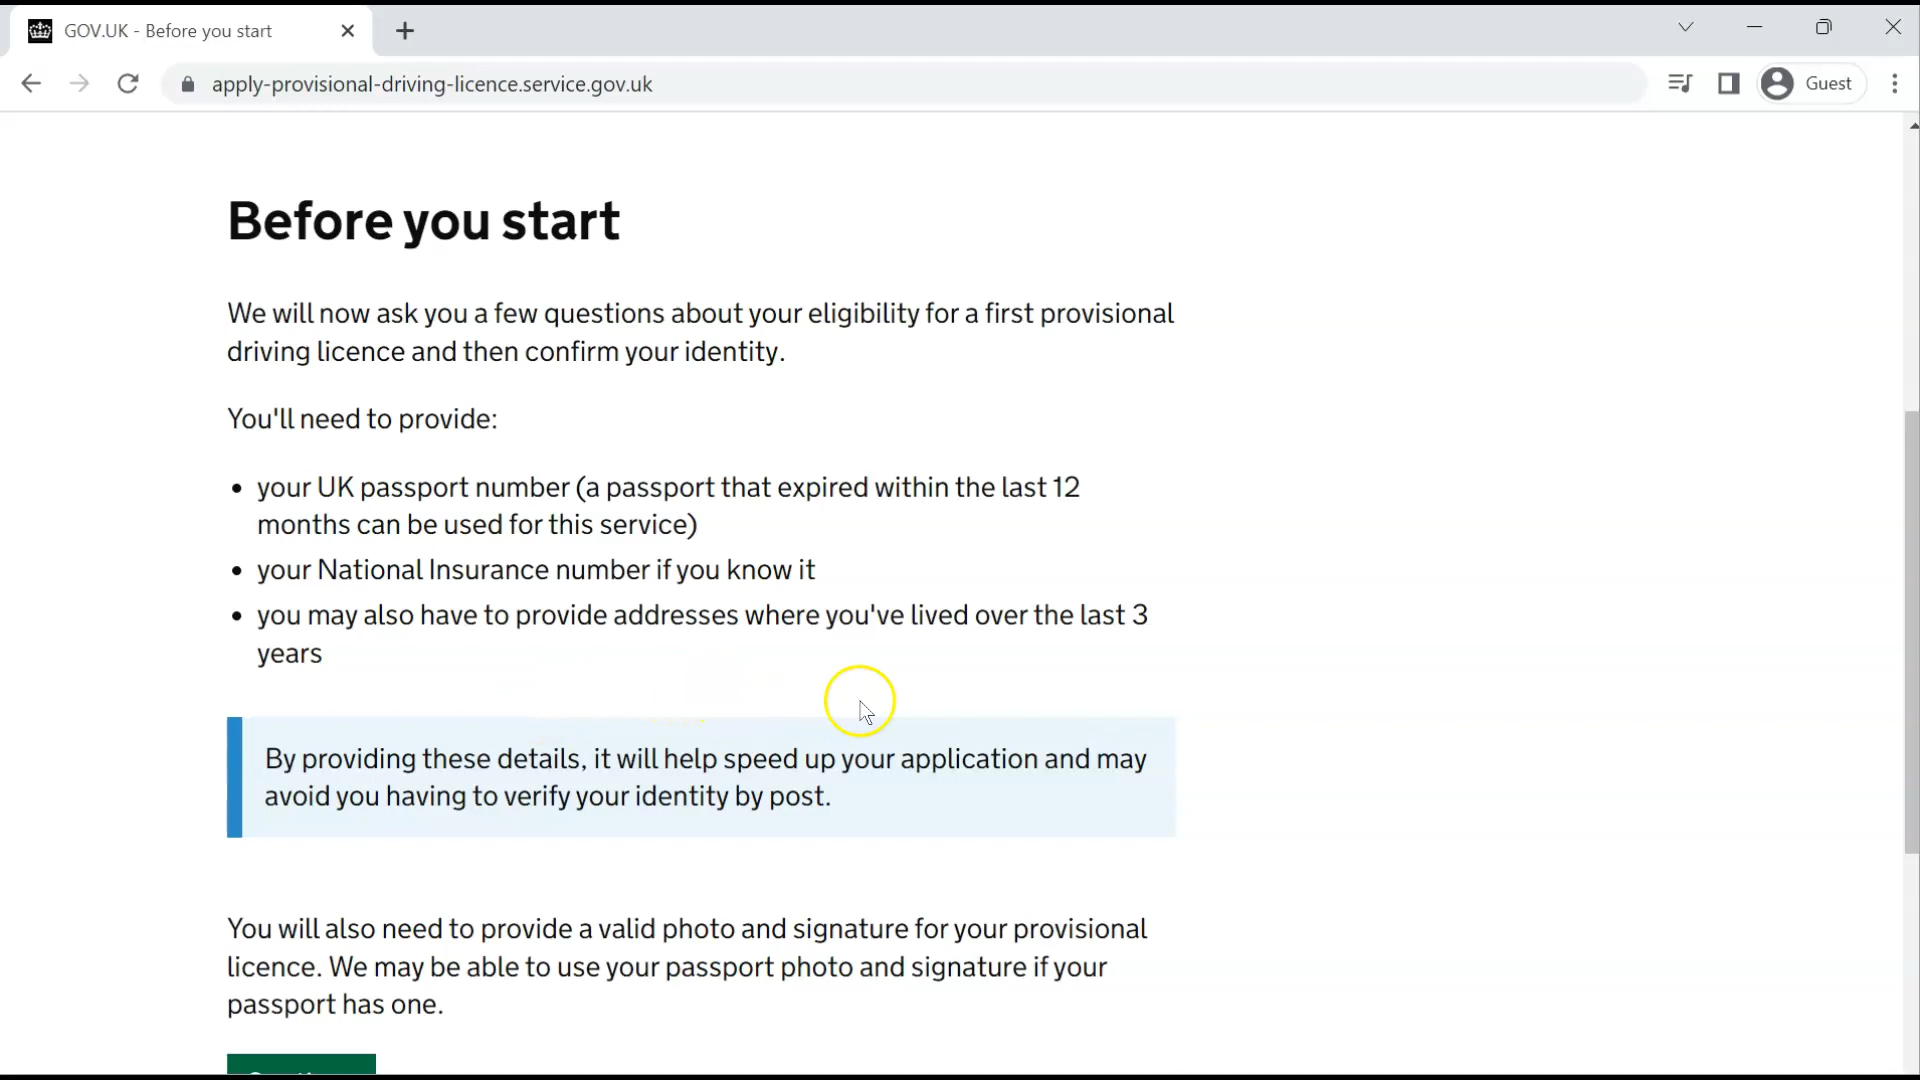 GOV.UK - Before you start
apply-provisional-driving-licence.service.gov.uk
Guest
Before you start
We will now ask you a few questions about your eligibility for a first provisional
driving licence and then confirm your identity.
You'll need to provide:
your UK passport number (a passport that expired within the last 12
months can be used for this service)
your National Insurance number if you know it
you may also have to provide addresses where you've lived over the last 3
years
By providing these details, it will help speed up your application and may
avoid you having to verify your identity by post.
You will also need to provide a valid photo and signature for your provisional
licence. We may be able to use your passport photo and signature if your
passport has one.